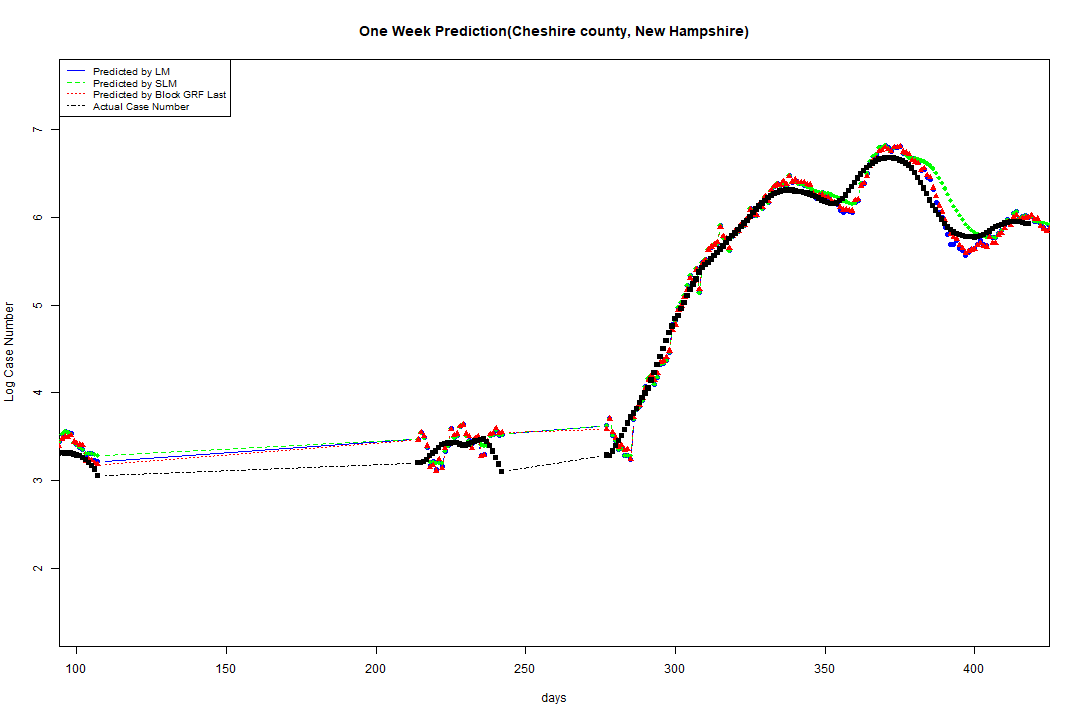 One Week Prediction(Cheshire county, New Hampshire)
Predicted by LM
Predicted by SLM
Predicted by Block GRF Last
Actual Case Number
7
6
5
4
3
2
Log Case Number
100 150 200 250 300 350 400
days